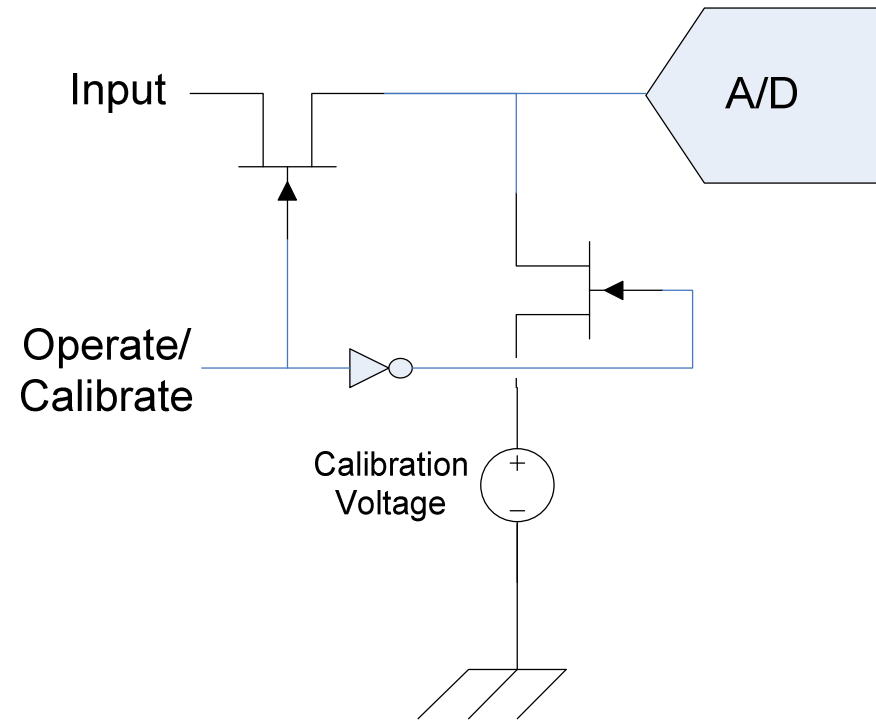 Input
A/D
Operate/
Calibrate
Calibration
Voltage
+
−